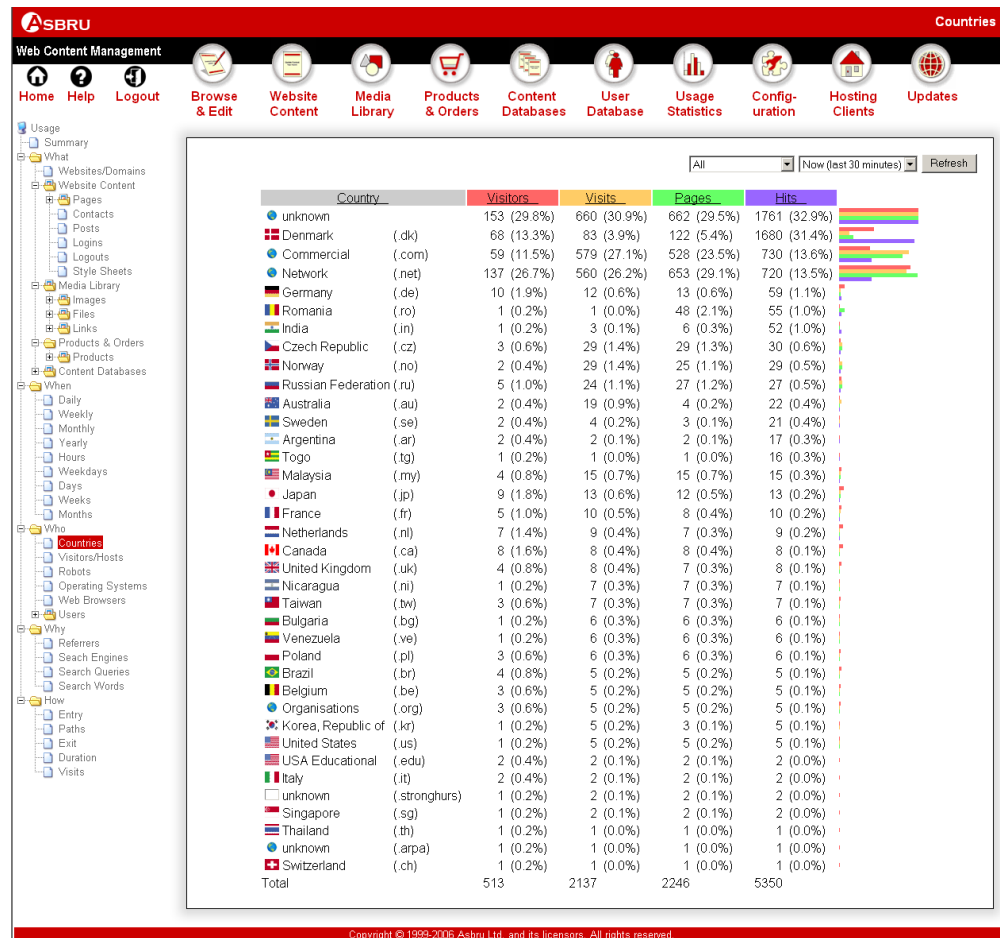 ASBRU Countries
Web Content Management
Home Help Logout Browse & Edit Website Content Media Library Products & Orders Content Databases User Database Usage Statistics Config-uration Hosting Clients Updates
Usage
Summary
What
Websites/Domains
Website Content
Pages
Contacts
Posts
Logins
Logouts
Style Sheets
Media Library
Images
Files
Links
Products & Orders
Products
Content Databases
When
Daily
Weekly
Monthly
Yearly
Hours
Weekdays
Days
Weeks
Months
Who
Countries
Visitors/Hosts
Robots
Operating Systems
Web Browsers
Users
Why
Referrers
Seach Engines
Search Queries
Search Words
How
Entry
Paths
Exit
Duration
Visits
All Now (last 30 minutes) Refresh
Country Visitors Visits Pages Hits
unknown 153 (29.8%) 660 (30.9%) 662 (29.5%) 1761 (32.9%)
Denmark (.dk) 68 (13.3%) 83 (3.9%) 122 (5.4%) 1680 (31.4%)
Commercial (.com) 59 (11.5%) 579 (27.1%) 528 (23.5%) 730 (13.6%)
Network (.net) 137 (26.7%) 560 (26.2%) 653 (29.1%) 720 (13.5%)
Germany (.de) 10 (1.9%) 12 (0.6%) 13 (0.6%) 59 (1.1%)
Romania (.ro) 1 (0.2%) 1 (0.0%) 48 (2.1%) 55 (1.0%)
India (.in) 1 (0.2%) 3 (0.1%) 6 (0.3%) 52 (1.0%)
Czech Republic (.cz) 3 (0.6%) 29 (1.4%) 29 (1.3%) 30 (0.6%)
Norway (.no) 2 (0.4%) 29 (1.4%) 25 (1.1%) 29 (0.5%)
Russian Federation (.ru) 5 (1.0%) 24 (1.1%) 27 (1.2%) 27 (0.5%)
Australia (.au) 2 (0.4%) 19 (0.9%) 4 (0.2%) 22 (0.4%)
Sweden (.se) 2 (0.4%) 4 (0.2%) 3 (0.1%) 21 (0.4%)
Argentina (.ar) 2 (0.4%) 2 (0.1%) 2 (0.1%) 17 (0.3%)
Togo (.tg) 1 (0.2%) 1 (0.0%) 1 (0.0%) 16 (0.3%)
Malaysia (.my) 4 (0.8%) 15 (0.7%) 15 (0.7%) 15 (0.3%)
Japan (.jp) 9 (1.8%) 13 (0.6%) 12 (0.5%) 13 (0.2%)
France (.fr) 5 (1.0%) 10 (0.5%) 8 (0.4%) 10 (0.2%)
Netherlands (.nl) 7 (1.4%) 9 (0.4%) 7 (0.3%) 9 (0.2%)
Canada (.ca) 8 (1.6%) 8 (0.4%) 8 (0.4%) 8 (0.1%)
United Kingdom (.uk) 4 (0.8%) 8 (0.4%) 7 (0.3%) 8 (0.1%)
Nicaragua (.ni) 1 (0.2%) 7 (0.3%) 7 (0.3%) 7 (0.1%)
Taiwan (.tw) 3 (0.6%) 7 (0.3%) 7 (0.3%) 7 (0.1%)
Bulgaria (.bg) 1 (0.2%) 6 (0.3%) 6 (0.3%) 6 (0.1%)
Venezuela (.ve) 1 (0.2%) 6 (0.3%) 6 (0.3%) 6 (0.1%)
Poland (.pl) 3 (0.6%) 6 (0.3%) 6 (0.3%) 6 (0.1%)
Brazil (.br) 4 (0.8%) 5 (0.2%) 5 (0.2%) 5 (0.1%)
Belgium (.be) 3 (0.6%) 5 (0.2%) 5 (0.2%) 5 (0.1%)
Organisations (.org) 3 (0.6%) 5 (0.2%) 5 (0.2%) 5 (0.1%)
Korea, Republic of (.kr) 1 (0.2%) 5 (0.2%) 3 (0.1%) 5 (0.1%)
United States (.us) 1 (0.2%) 5 (0.2%) 5 (0.2%) 5 (0.1%)
USA Educational (.edu) 2 (0.4%) 2 (0.1%) 2 (0.1%) 2 (0.0%)
Italy (.it) 2 (0.4%) 2 (0.1%) 2 (0.1%) 2 (0.0%)
unknown (.stronghurs) 1 (0.2%) 2 (0.1%) 2 (0.1%) 2 (0.0%)
Singapore (.sg) 1 (0.2%) 2 (0.1%) 2 (0.1%) 2 (0.0%)
Thailand (.th) 1 (0.2%) 1 (0.0%) 1 (0.0%) 1 (0.0%)
unknown (.arpa) 1 (0.2%) 1 (0.0%) 1 (0.0%) 1 (0.0%)
Switzerland (.ch) 1 (0.2%) 1 (0.0%) 1 (0.0%) 1 (0.0%)
Total 513 2137 2246 5350
Copyright © 1999-2006 Asbru Ltd. and its licensors. All rights reserved.